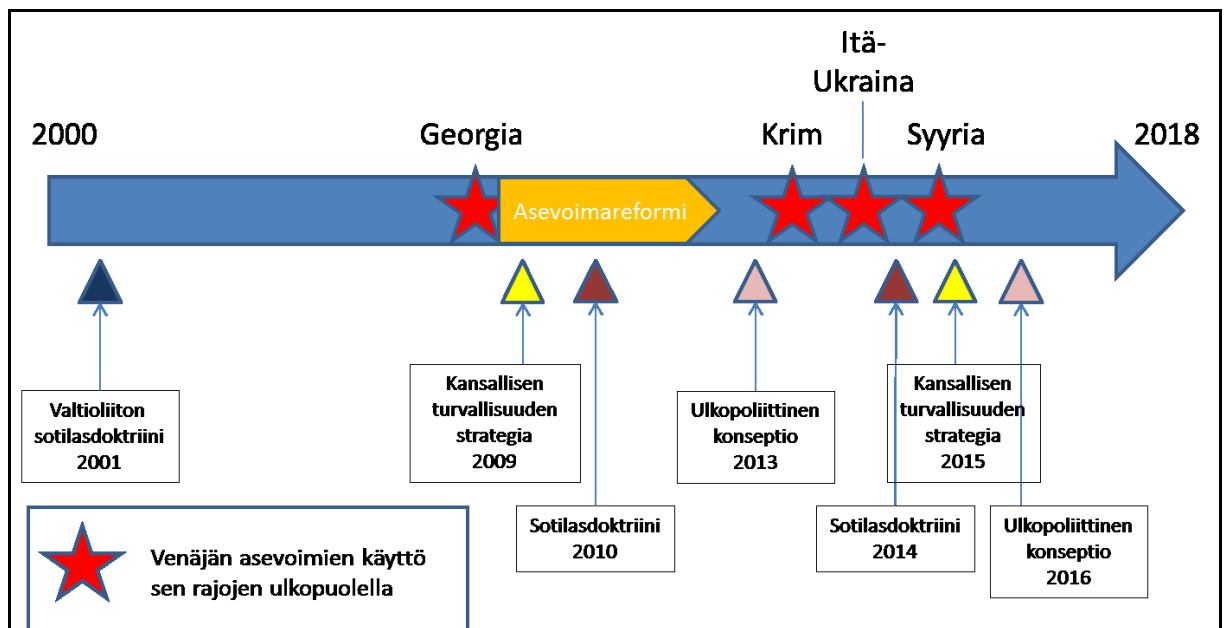 Itä-
Ukraina
2000
Georgia
Krim
Syyria
2018
Asevoimareformi
Valtioliiton
sotilasdoktriini
2001
Kansallisen
turvallisuuden
strategia
2009
Ulkopoliittinen
konseptio
2013
Kansallisen
turvallisuuden
strategia
2015
Sotilasdoktriini
2010
Sotilasdoktriini
2014
Ulkopoliittinen
konseptio
2016
Venäjän asevoimien käyttö
sen rajojen ulkopuolella